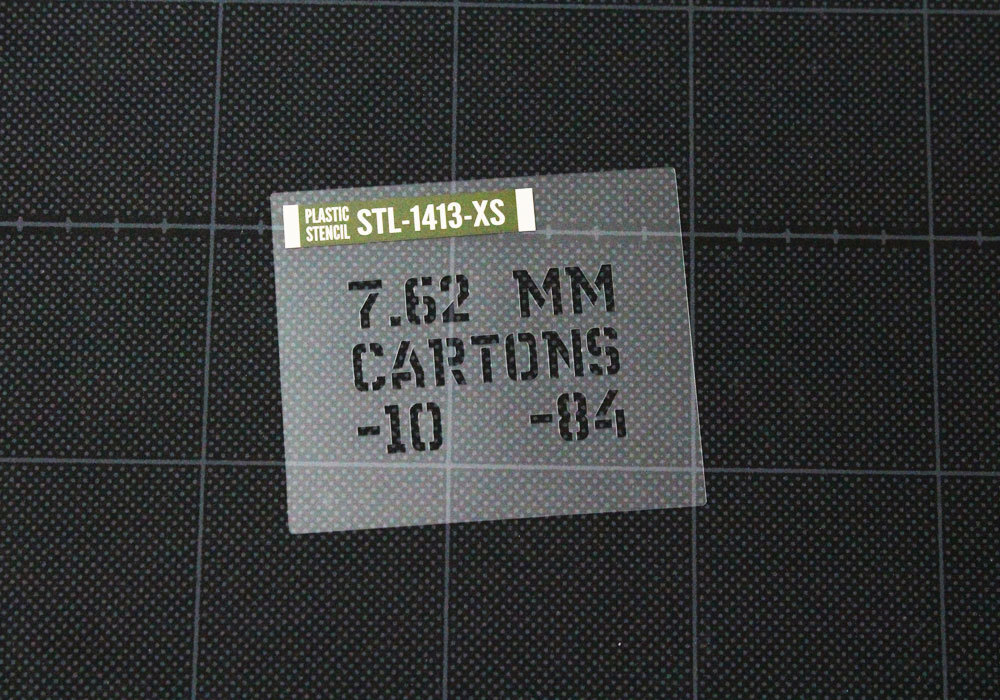 PLASTIC
STENCIL
STL-1413-XS
7.62 MM
CARTONS
-10 -84